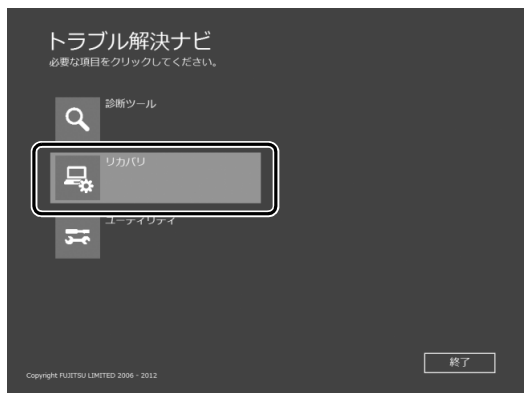 トラブル解決ナビ
必要な項目をクリックしてください。
診断ツール
リカバリ
ユーティリティ
終了
Copyright FUJITSU LIMITED 2006 - 2012